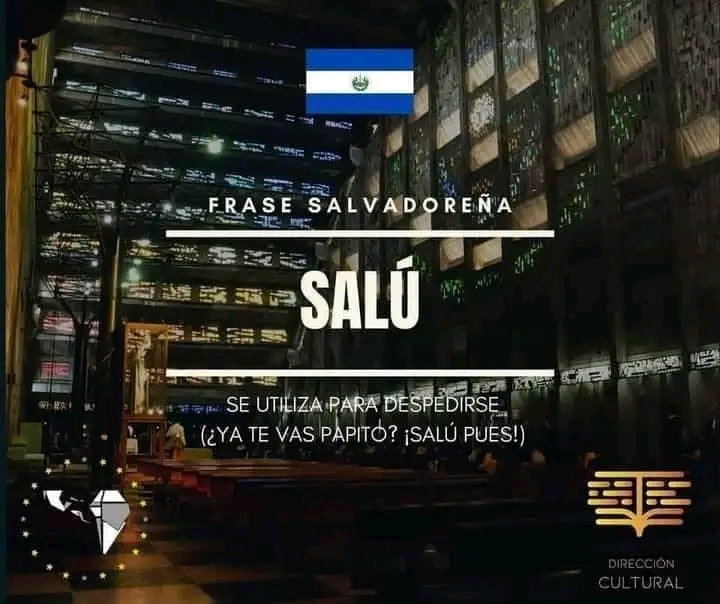 FRASE SALVADOREÑA
SALÚ
SE UTILIZA PARA DESPEDIRSE
(¿YA TE VAS PAPITO? ¡SALÚ PUES!)
DIRECCIÓN
CULTURAL